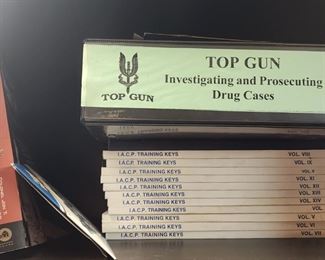 TOP GUN
Investigating and Prosecuting
Drug Cases
TOP GUN
I.A.C.P. TRAINING KEYS VOL. VIII
I.A.C.P. TRAINING KEYS VOL. IX
I.A.C.P. TRAINING KEYS VOL. X
I.A.C.P. TRAINING KEYS VOL. XI
I.A.C.P. TRAINING KEYS VOL. XII
I.A.C.P. TRAINING KEYS VOL. XVI
I.A.C.P. TRAINING KEYS VOL. XIV
I.A.C.P. TRAINING KEYS VOL.
I.A.C.P. TRAINING KEYS VOL. V
I.A.C.P. TRAINING KEYS VOL. VI
I.A.C.P. TRAINING KEYS VOL. VII